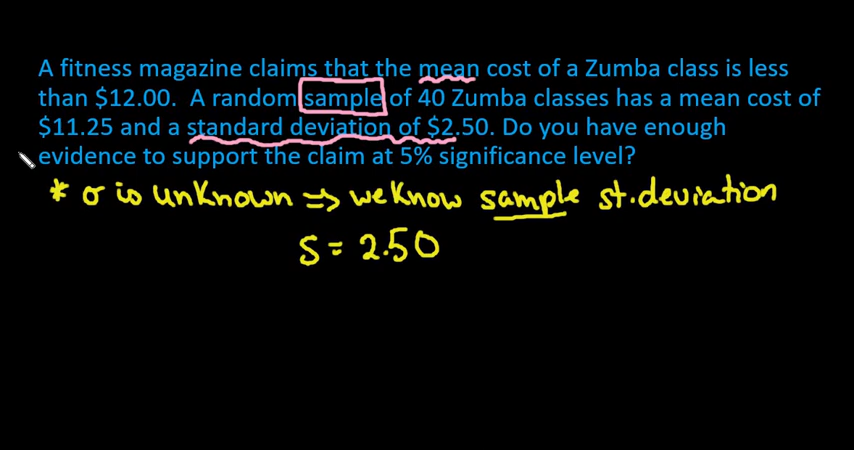 A fitness magazine claims that the mean cost of a Zumba class is less
than $12.00. A random sample of 40 Zumba classes has a mean cost of
$11.25 and a standard deviation of $2.50. Do you have enough
evidence to support the claim at 5% significance level?
* σ is unknown ⇒ we know sample st. deviation
s = 2.50